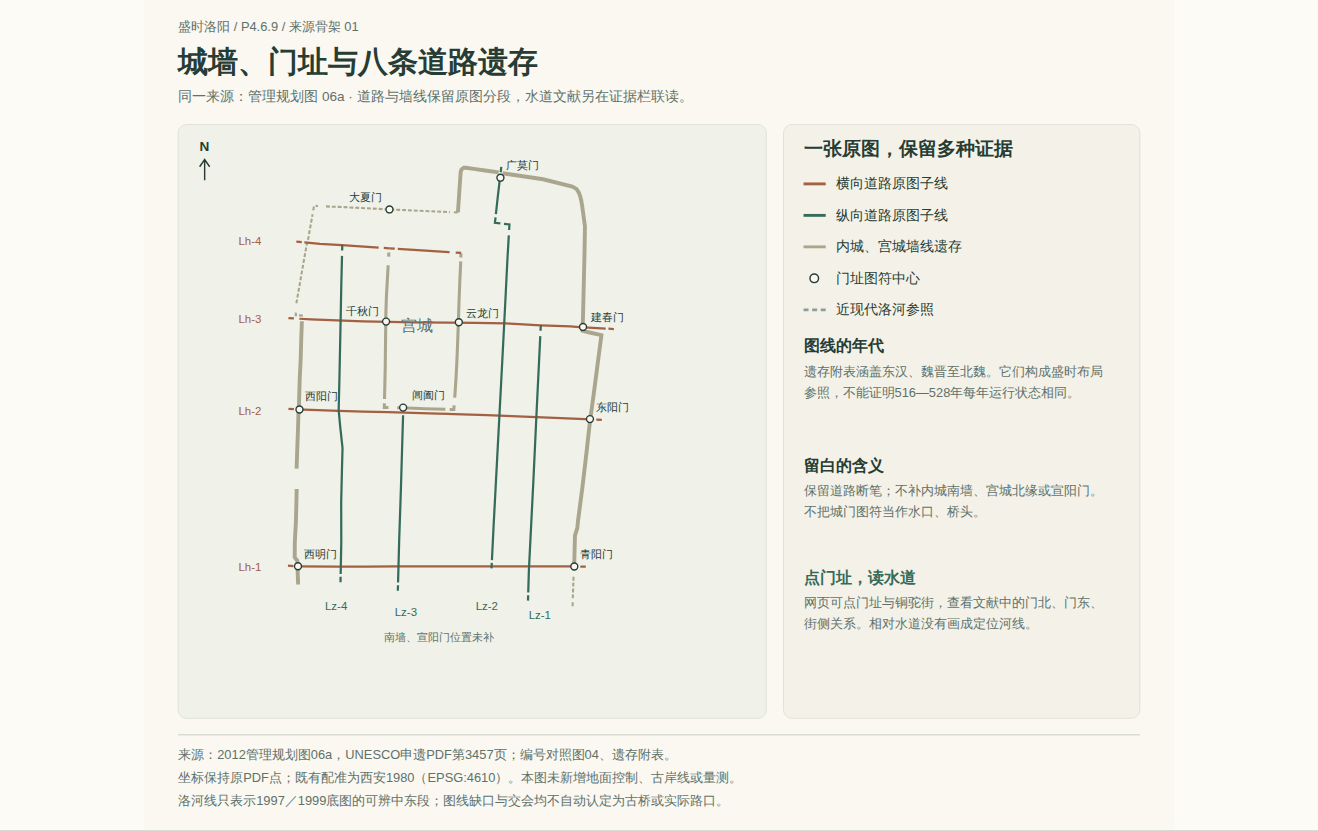 盛时洛阳 / P4.6.9 / 来源骨架 01
城墙、门址与八条道路遗存
同一来源：管理规划图 06a · 道路与墙线保留原图分段，水道文献另在证据栏联读。
N
广莫门
大夏门
Lh-4
千秋门
云龙门
建春门
Lh-3
宫城
西阳门
阊阖门
东阳门
Lh-2
西明门
青阳门
Lh-1
Lz-4
Lz-3
Lz-2
Lz-1
南墙、宣阳门位置未补
一张原图，保留多种证据
横向道路原图子线
纵向道路原图子线
内城、宫城墙线遗存
门址图符中心
近现代洛河参照
图线的年代
遗存附表涵盖东汉、魏晋至北魏。它们构成盛时布局
参照，不能证明516—528年每年运行状态相同。
留白的含义
保留道路断笔；不补内城南墙、宫城北缘或宣阳门。
不把城门图符当作水口、桥头。
点门址，读水道
网页可点门址与铜驼街，查看文献中的门北、门东、
街侧关系。相对水道没有画成定位河线。
来源：2012管理规划图06a，UNESCO申遗PDF第3457页；编号对照图04、遗存附表。
坐标保持原PDF点；既有配准为西安1980（EPSG:4610）。本图未新增地面控制、古岸线或量测。
洛河线只表示1997／1999底图的可辨中东段；图线缺口与交会均不自动认定为古桥或实际路口。